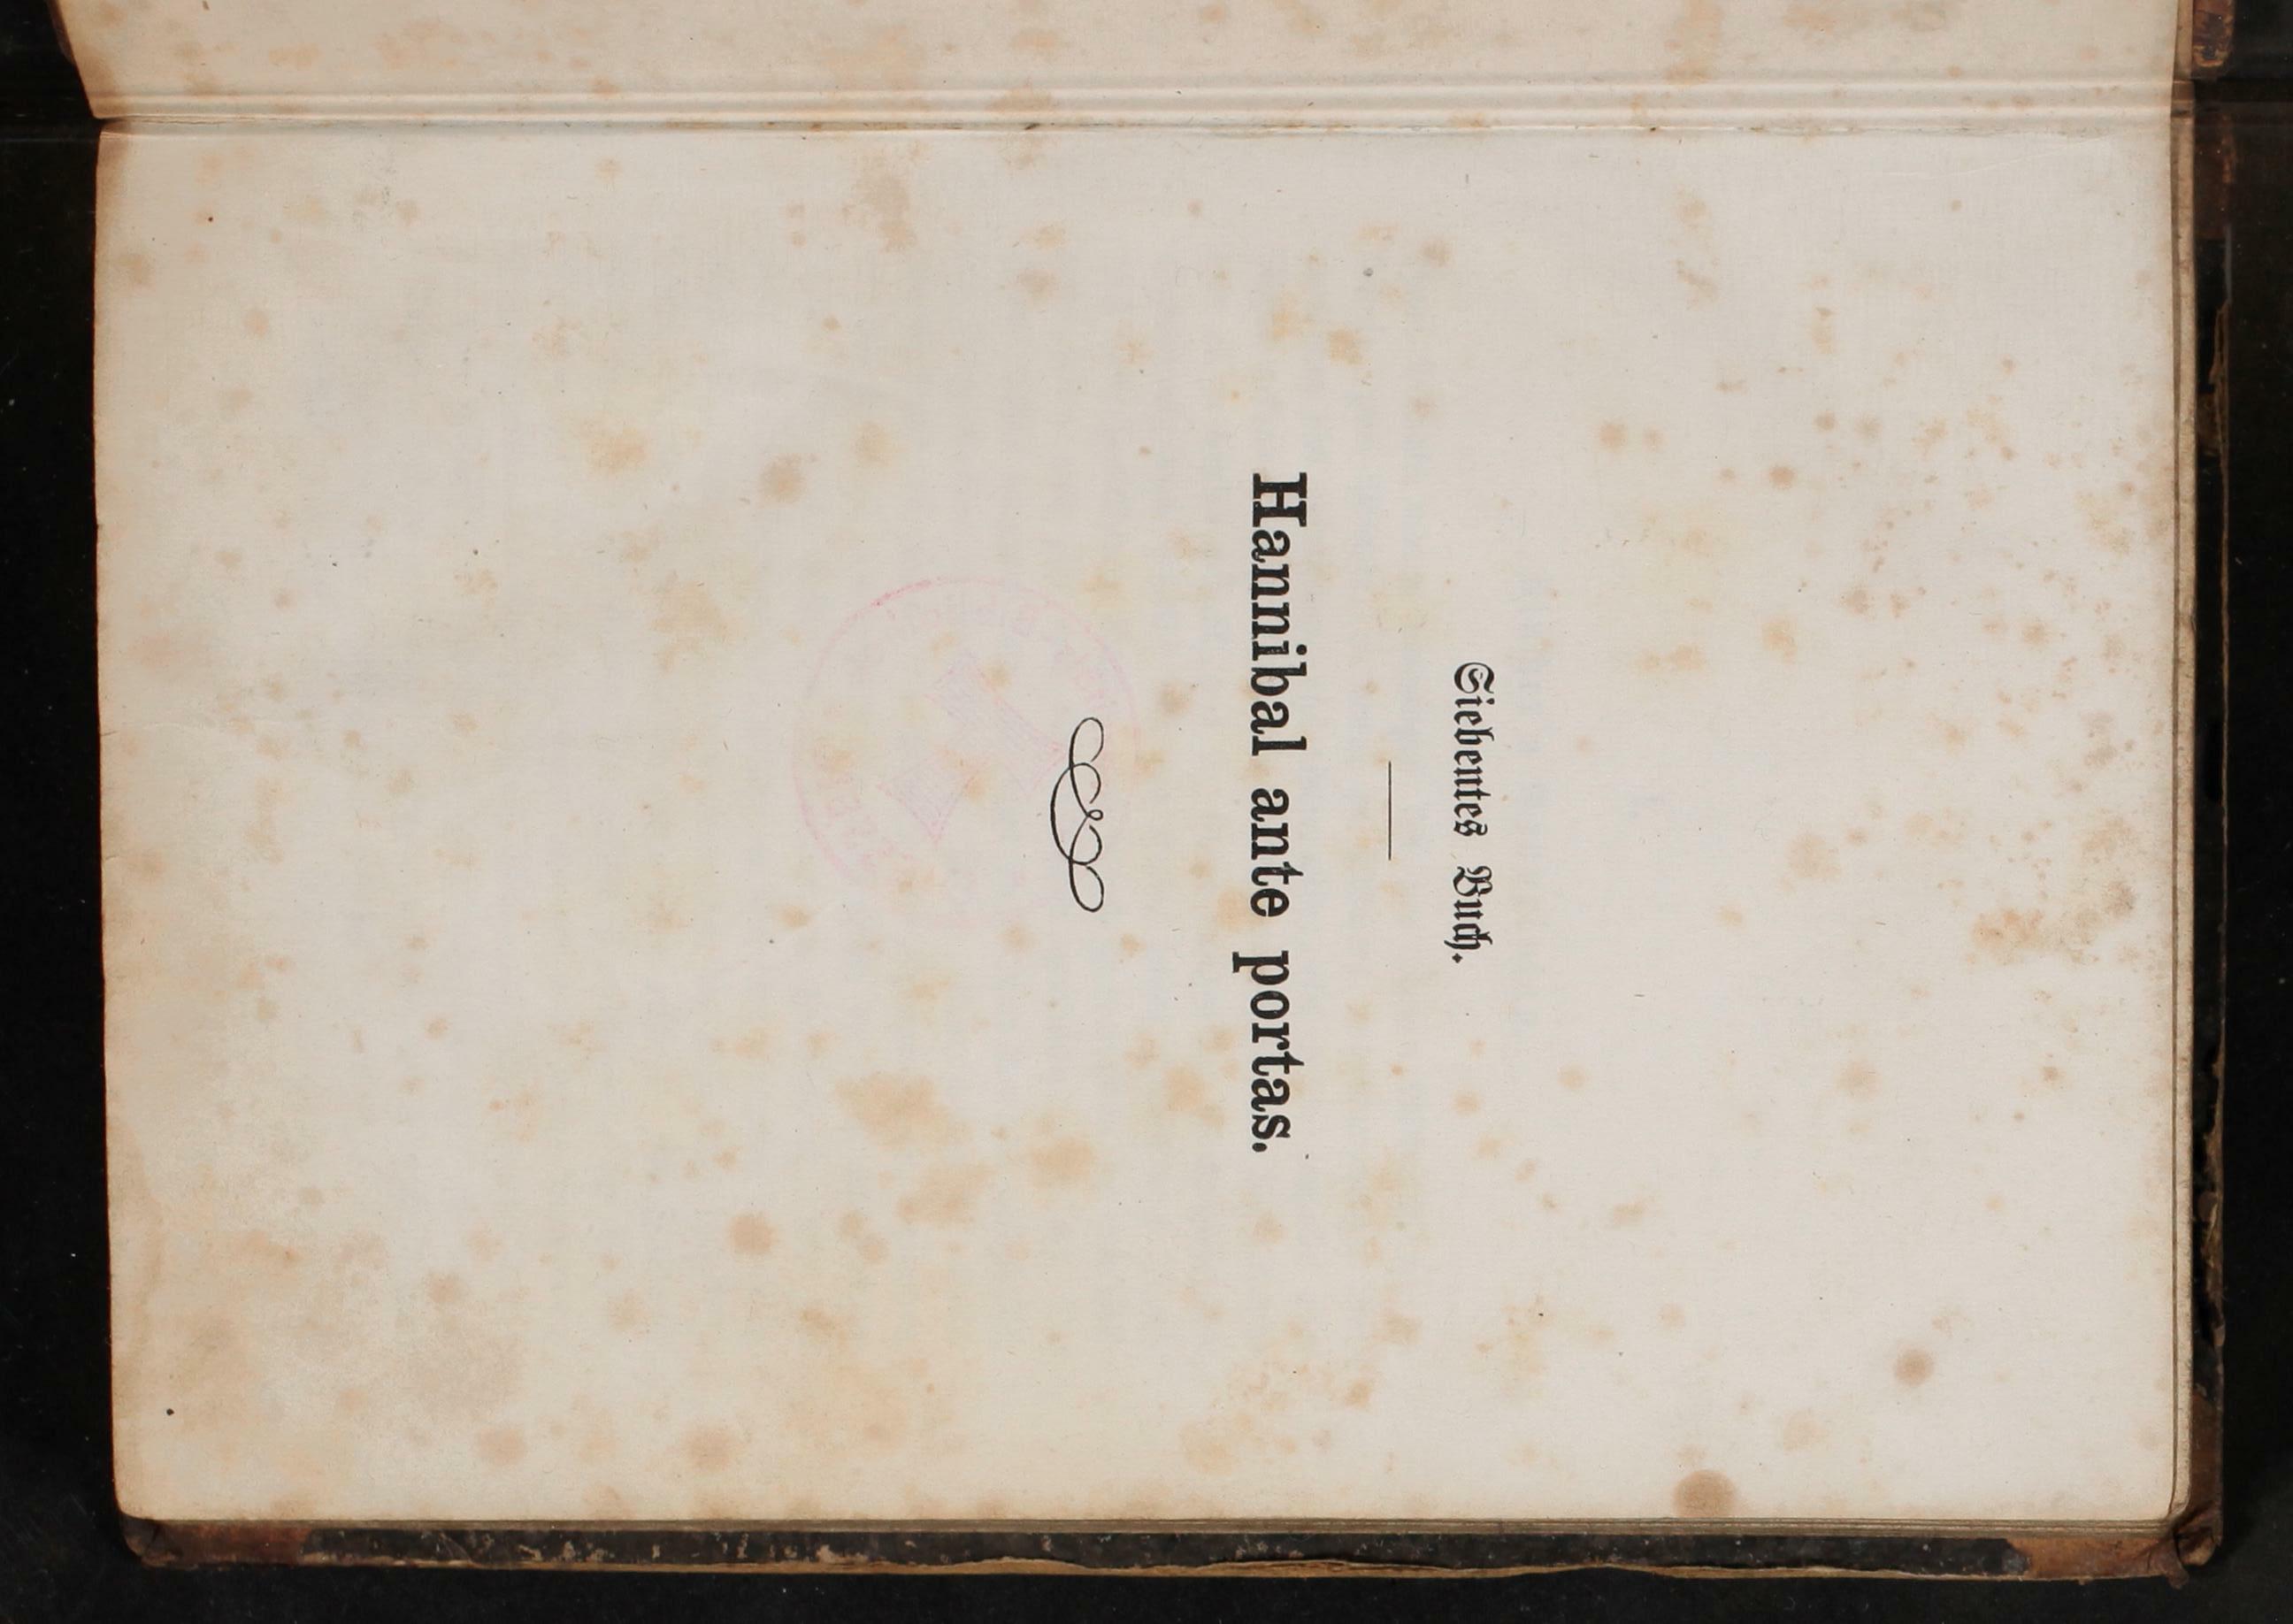 Siebentes Buch.
Hannibal ante portas.